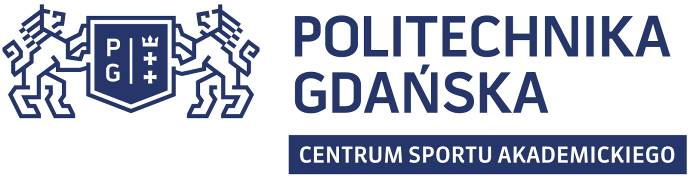 P
G
POLITECHNIKA
GDAŃSKA
CENTRUM SPORTU AKADEMICKIEGO